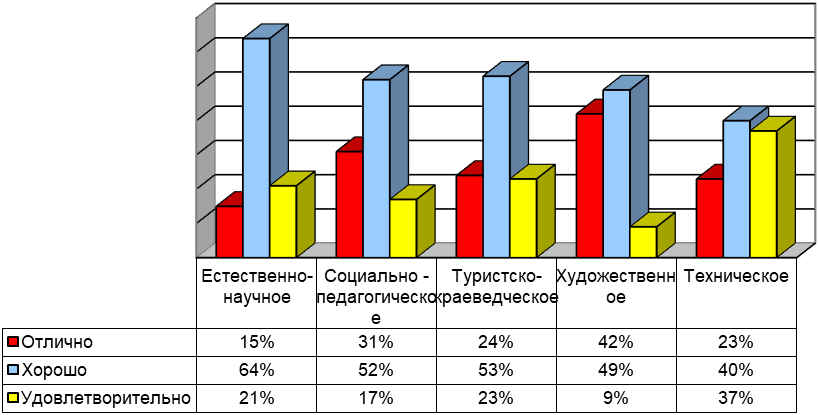 Естественно- Социально - Туристско- Художественн Техническое
научное педагогическо краеведческое ое
е
Отлично 15% 31% 24% 42% 23%
Хорошо 64% 52% 53% 49% 40%
Удовлетворительно 21% 17% 23% 9% 37%